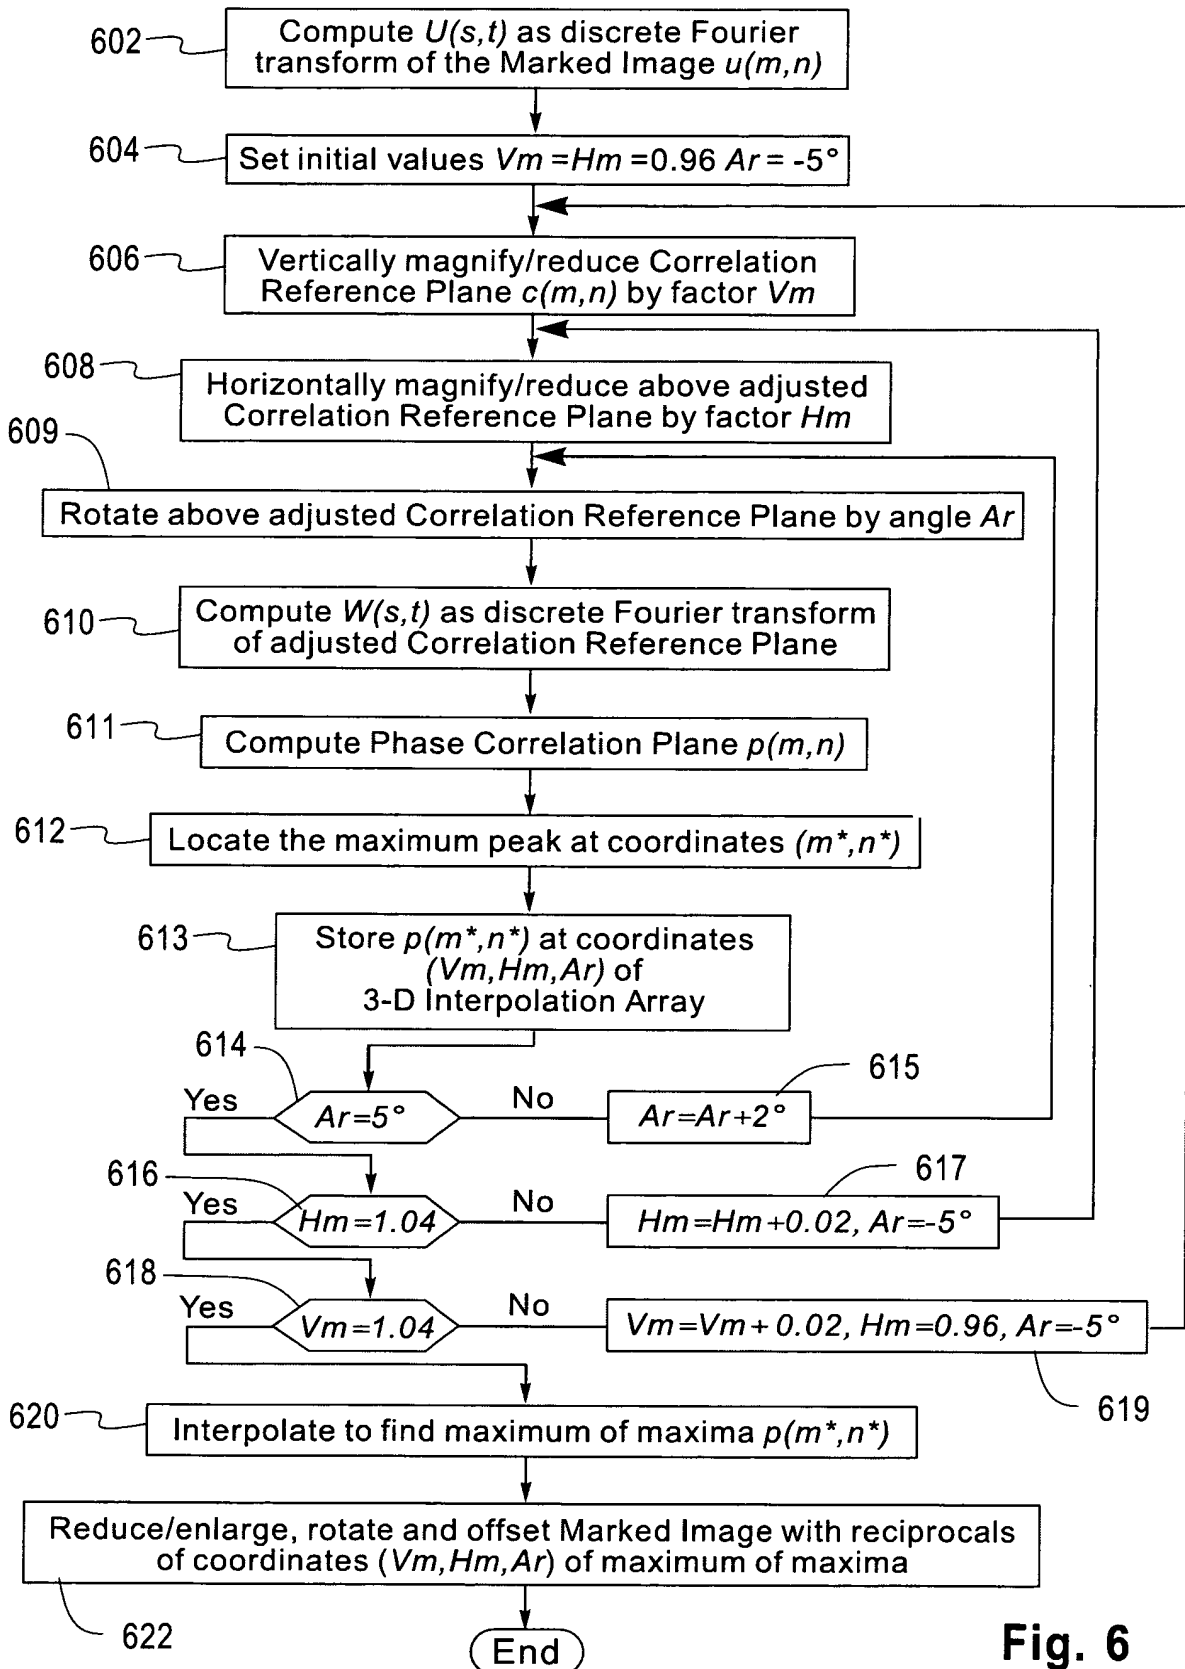 602
Compute U(s,t) as discrete Fourier
transform of the Marked Image u(m,n)
604
Set initial values Vm =Hm =0.96 Ar = -5°
606
Vertically magnify/reduce Correlation
Reference Plane c(m,n) by factor Vm
608
Horizontally magnify/reduce above adjusted
Correlation Reference Plane by factor Hm
609
Rotate above adjusted Correlation Reference Plane by angle Ar
610
Compute W(s,t) as discrete Fourier transform
of adjusted Correlation Reference Plane
611
Compute Phase Correlation Plane p(m,n)
612
Locate the maximum peak at coordinates (m*,n*)
613
Store p(m*,n*) at coordinates
(Vm,Hm,Ar) of
3-D Interpolation Array
614
Yes
Ar=5°
No
615
Ar=Ar+2°
616
Yes
Hm=1.04
No
617
Hm=Hm+0.02, Ar=-5°
618
Yes
Vm=1.04
No
Vm=Vm+ 0.02, Hm=0.96, Ar=-5°
619
620
Interpolate to find maximum of maxima p(m*,n*)
Reduce/enlarge, rotate and offset Marked Image with reciprocals
of coordinates (Vm,Hm,Ar) of maximum of maxima
622
End
Fig. 6